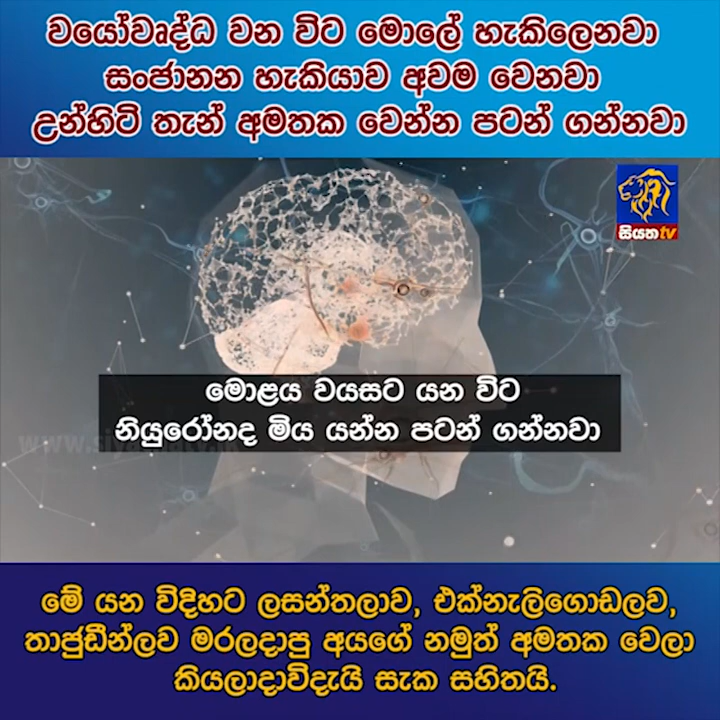 වයෝවෘද්ධ වන විට මොලේ හැකිලෙනවා
සංජානන හැකියාව අවම වෙනවා
උන්හිටි තැන් අමතක වෙන්න පටන් ගන්නවා
සියත tv
මොළය වයසට යන විට
නියුරෝනද මිය යන්න පටන් ගන්නවා
මේ යන විදිහට ලසන්තලාව, එක්නැලිගොඩලව,
තාජුඩීන්ලව මරලදාපු අයගේ නමුත් අමතක වෙලා
කියලාදාවිදැයි සැක සහිතයි.